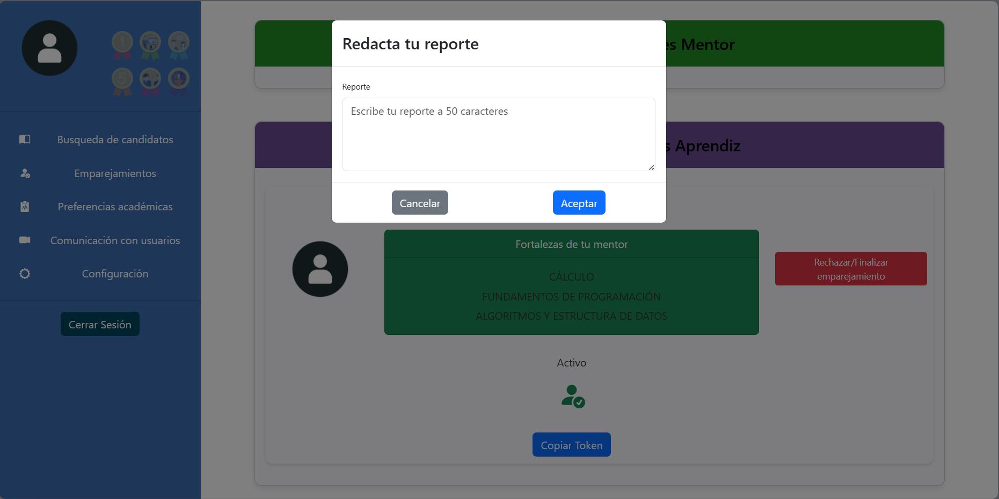 Busqueda de candidatos
Emparejamientos
Preferencias académicas
Comunicación con usuarios
Configuración
Cerrar Sesión
Redacta tu reporte
Reporte
Escribe tu reporte a 50 caracteres
Cancelar
Aceptar
Mentor
Aprendiz
Fortalezas de tu mentor
CÁLCULO
FUNDAMENTOS DE PROGRAMACIÓN
ALGORITMOS Y ESTRUCTURA DE DATOS
Rechazar/Finalizar
emparejamiento
Activo
Copiar Token